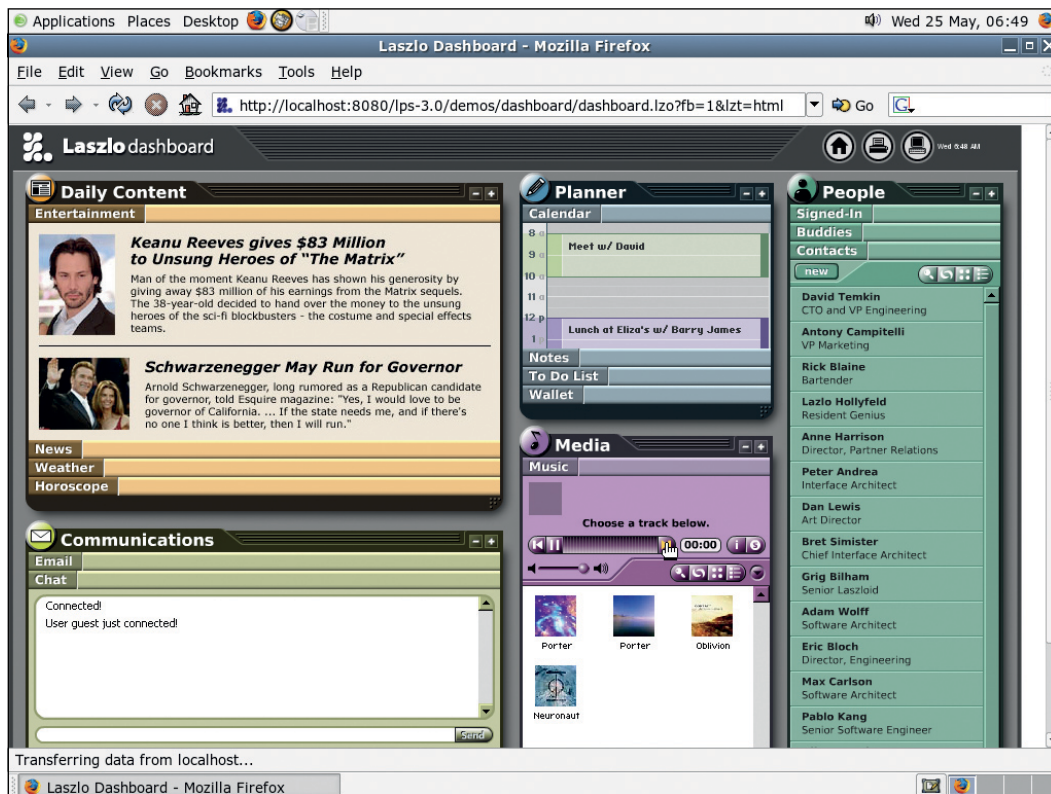 Applications Places Desktop
Wed 25 May, 06:49
Laszlo Dashboard - Mozilla Firefox
File Edit View Go Bookmarks Tools Help
http://localhost:8080/lps-3.0/demos/dashboard/dashboard.lzo?fb=1&lzt=html
Go
G
Laszlo dashboard
Wed 6:48 AM
Daily Content
Entertainment
Keanu Reeves gives $83 Million
to Unsung Heroes of “The Matrix”
Man of the moment Keanu Reeves has shown his generosity by
giving away $83 million of his earnings from the Matrix sequels.
The 38-year-old decided to hand over the money to the unsung
heroes of the sci-fi blockbusters - the costume and special effects
teams.
Schwarzenegger May Run for Governor
Arnold Schwarzenegger, long rumored as a Republican candidate
for governor, told Esquire magazine: "Yes, I would love to be
governor of California. ... If the state needs me, and if there's
no one I think is better, then I will run."
News
Weather
Horoscope
Communications
Email
Chat
Connected!
User guest just connected!
Send
Planner
Calendar
8 a
9 a
Meet w/ David
10 a
11 a
12 p
1 p
Lunch at Eliza's w/ Barry James
Notes
To Do List
Wallet
Media
Music
Choose a track below.
00:00
i
$
Porter
Porter
Oblivion
Neuronaut
People
Signed-In
Buddies
Contacts
new
David Temkin
CTO and VP Engineering
Antony Campitelli
VP Marketing
Rick Blaine
Bartender
Lazlo Hollyfeld
Resident Genius
Anne Harrison
Director, Partner Relations
Peter Andrea
Interface Architect
Dan Lewis
Art Director
Bret Simister
Chief Interface Architect
Grig Bilham
Senior Laszloid
Adam Wolff
Software Architect
Eric Bloch
Director, Engineering
Max Carlson
Software Architect
Pablo Kang
Senior Software Engineer
Transferring data from localhost...
Laszlo Dashboard - Mozilla Firefox